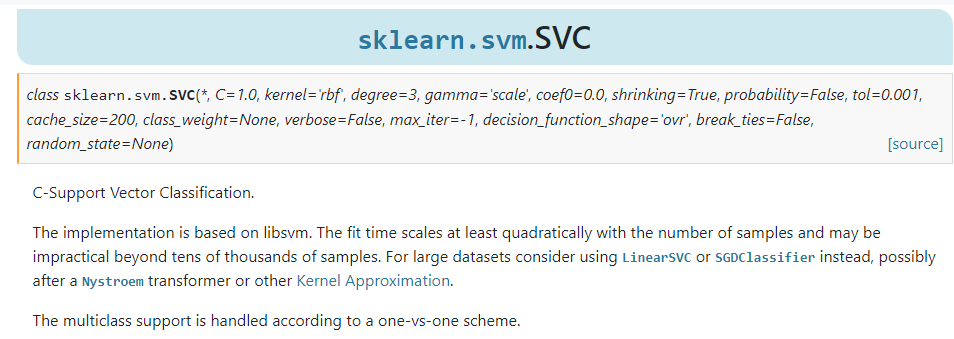 sklearn.svm.SVC
class sklearn.svm.SVC(*, C=1.0, kernel='rbf', degree=3, gamma='scale', coef0=0.0, shrinking=True, probability=False, tol=0.001,
cache_size=200, class_weight=None, verbose=False, max_iter=-1, decision_function_shape='ovr', break_ties=False,
random_state=None) [source]
C-Support Vector Classification.
The implementation is based on libsvm. The fit time scales at least quadratically with the number of samples and may be
impractical beyond tens of thousands of samples. For large datasets consider using LinearSVC or SGDClassifier instead, possibly
after a Nystroem transformer or other Kernel Approximation.
The multiclass support is handled according to a one-vs-one scheme.